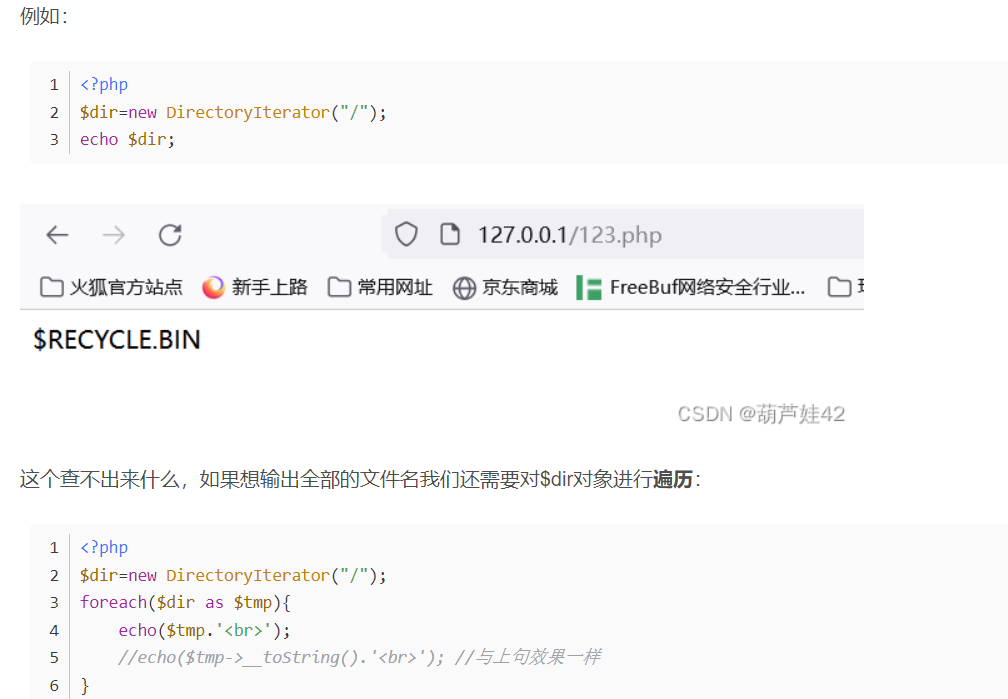 例如：
1 <?php
2 $dir=new DirectoryIterator("/");
3 echo $dir;
127.0.0.1/123.php
火狐官方站点 新手上路 常用网址 京东商城 FreeBuf网络安全行业...
$RECYCLE.BIN
CSDN @葫芦娃42
这个查不出来什么，如果想输出全部的文件名我们还需要对$dir对象进行遍历：
1 <?php
2 $dir=new DirectoryIterator("/");
3 foreach($dir as $tmp){
4     echo($tmp.'<br>');
5     //echo($tmp->__toString().'<br>'); //与上句效果一样
6 }